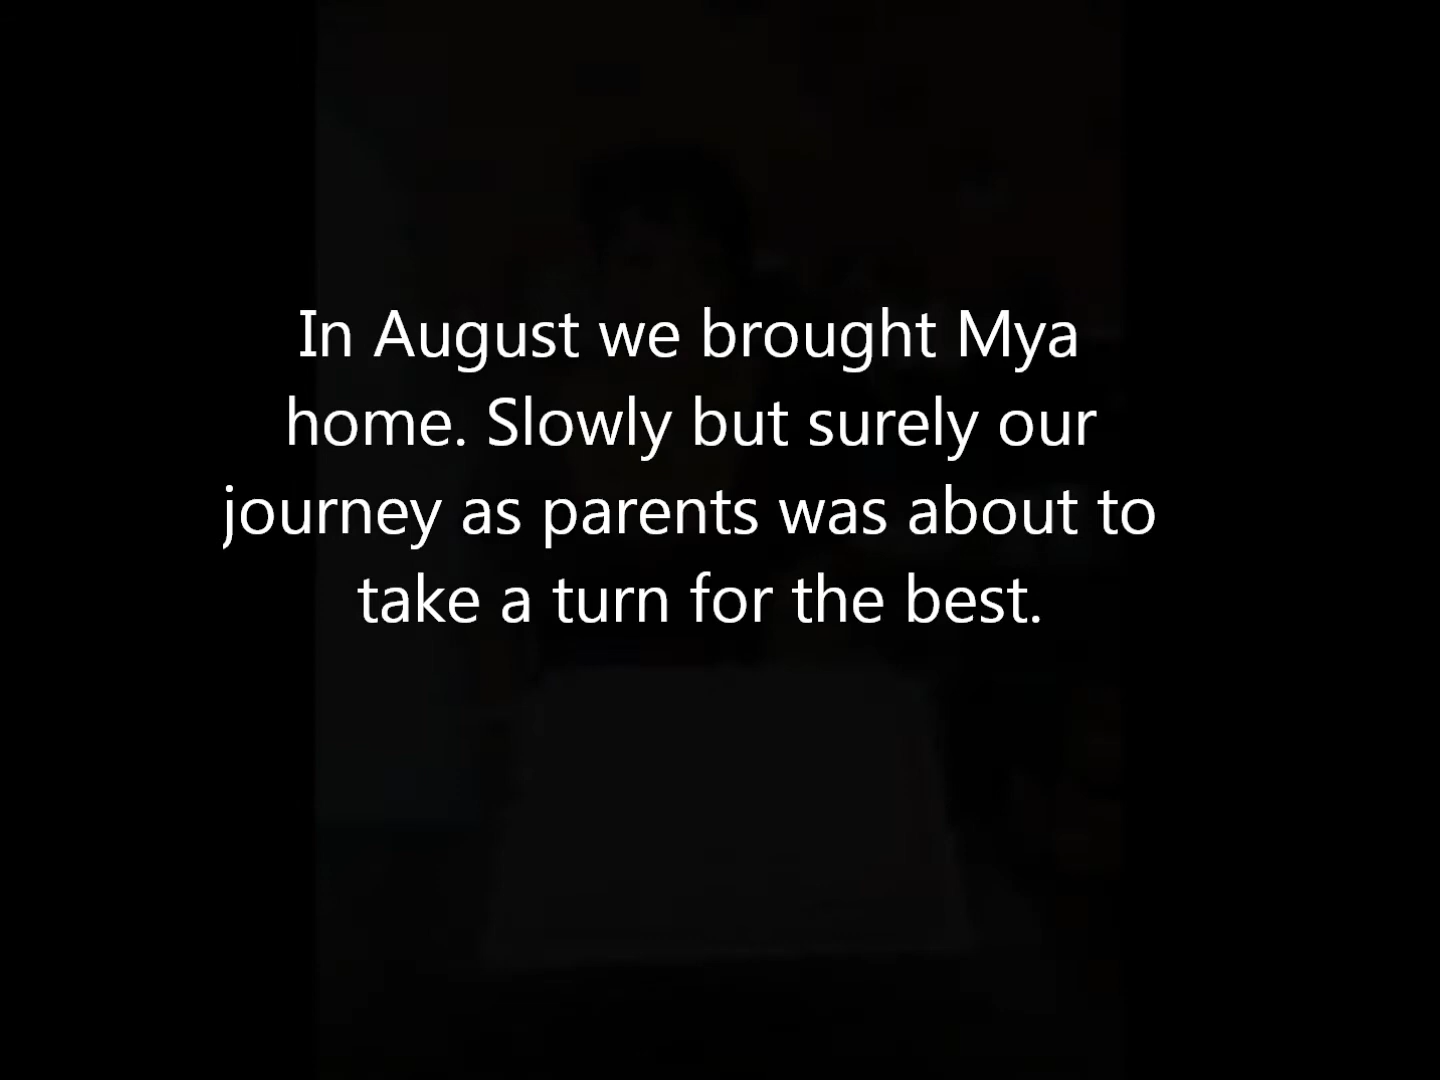 In August we brought Mya
home. Slowly but surely our
journey as parents was about to
take a turn for the best.